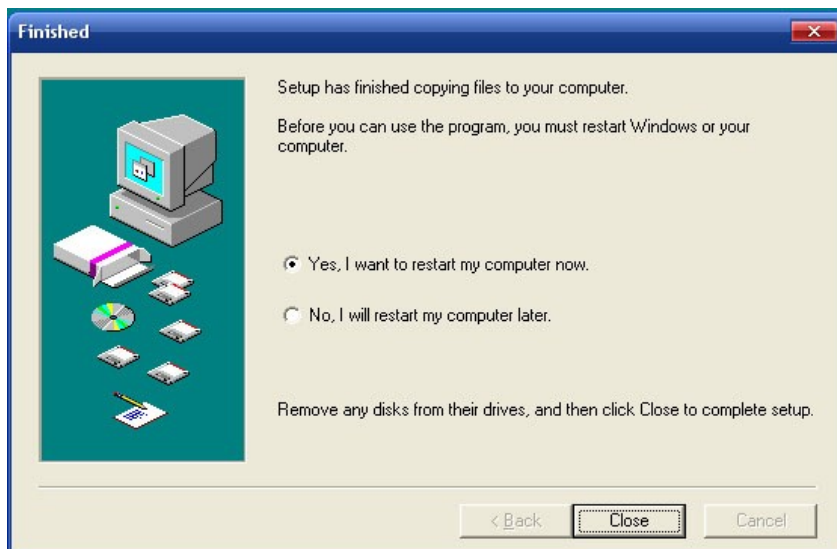 Finished
Setup has finished copying files to your computer.
Before you can use the program, you must restart Windows or your
computer.
Yes, I want to restart my computer now.
No, I will restart my computer later.
Remove any disks from their drives, and then click Close to complete setup.
< Back
Close
Cancel